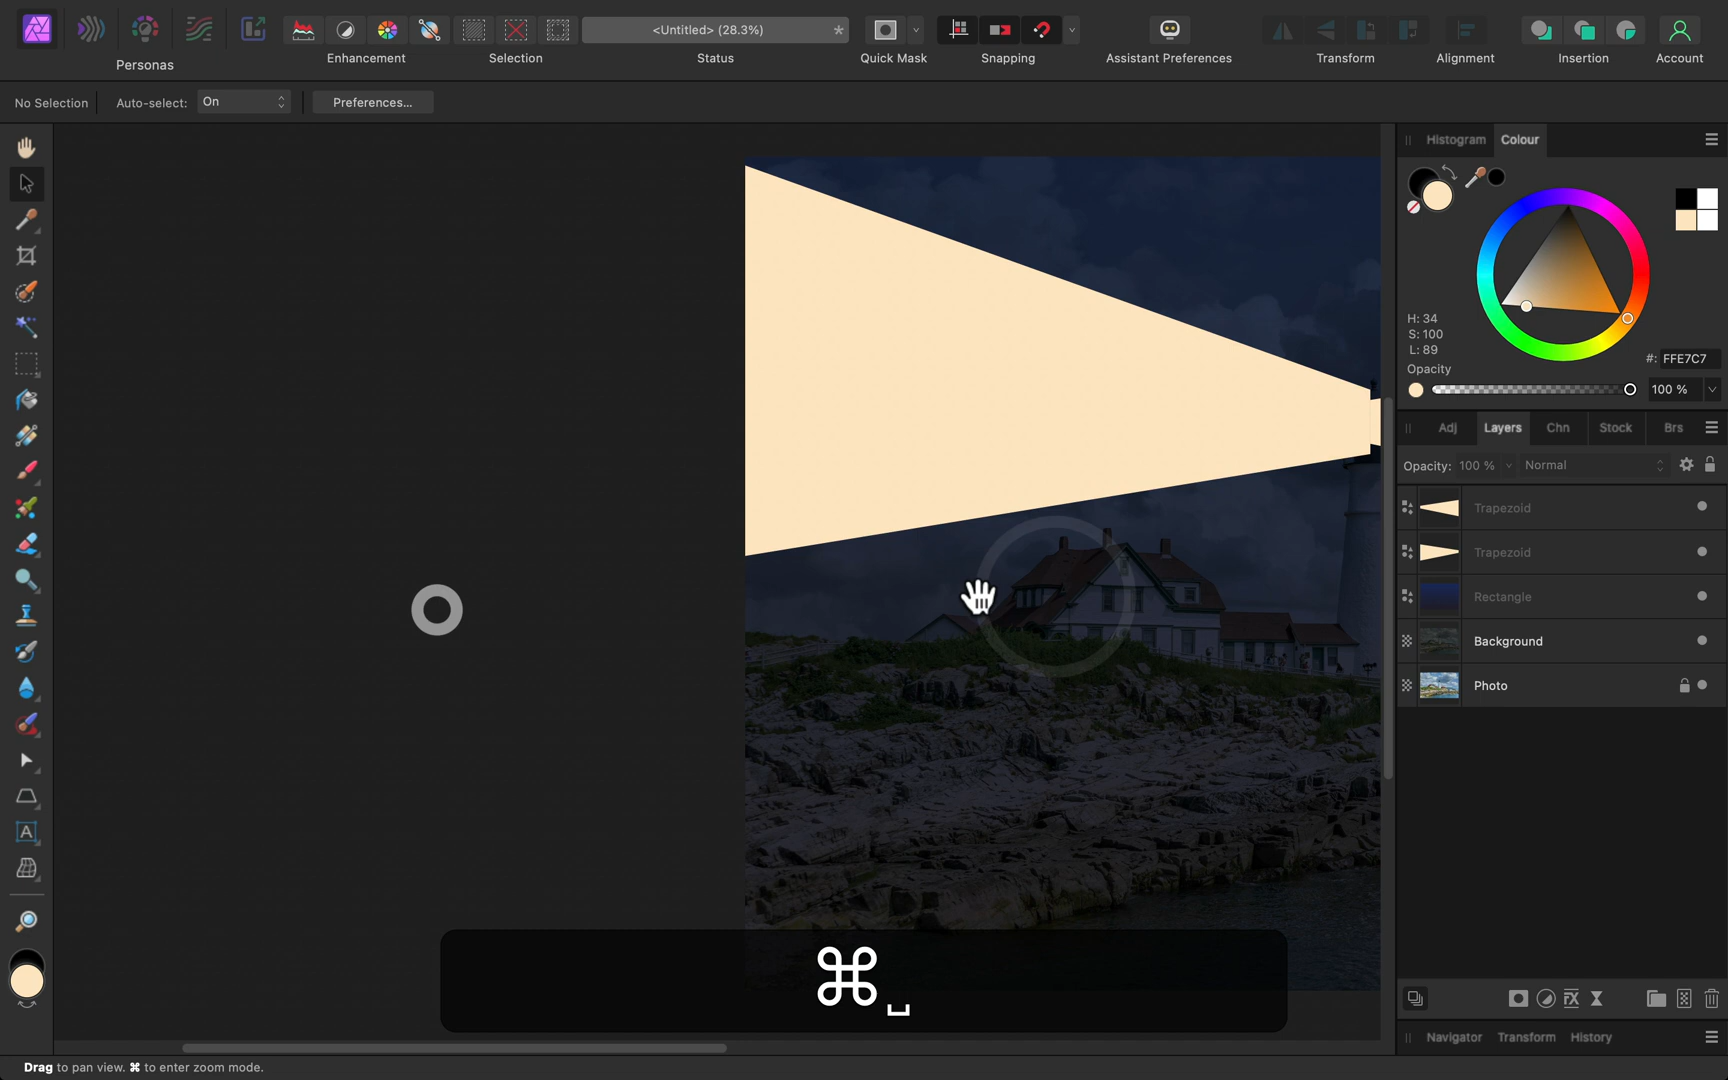 <Untitled> (28.3%)
*
Personas
Enhancement
Selection
Status
Quick Mask
Snapping
Assistant Preferences
Transform
Alignment
Insertion
Account
No Selection
Auto-select:
On
Preferences...
Histogram
Colour
H: 34
S: 100
L: 89
#: FFE7C7
Opacity
100 %
Adj
Layers
Chn
Stock
Brs
Opacity: 100 %
Normal
Trapezoid
Trapezoid
Rectangle
Background
Photo
FX
A
⌘ ⎵
Navigator
Transform
History
Drag to pan view. ⌘ to enter zoom mode.